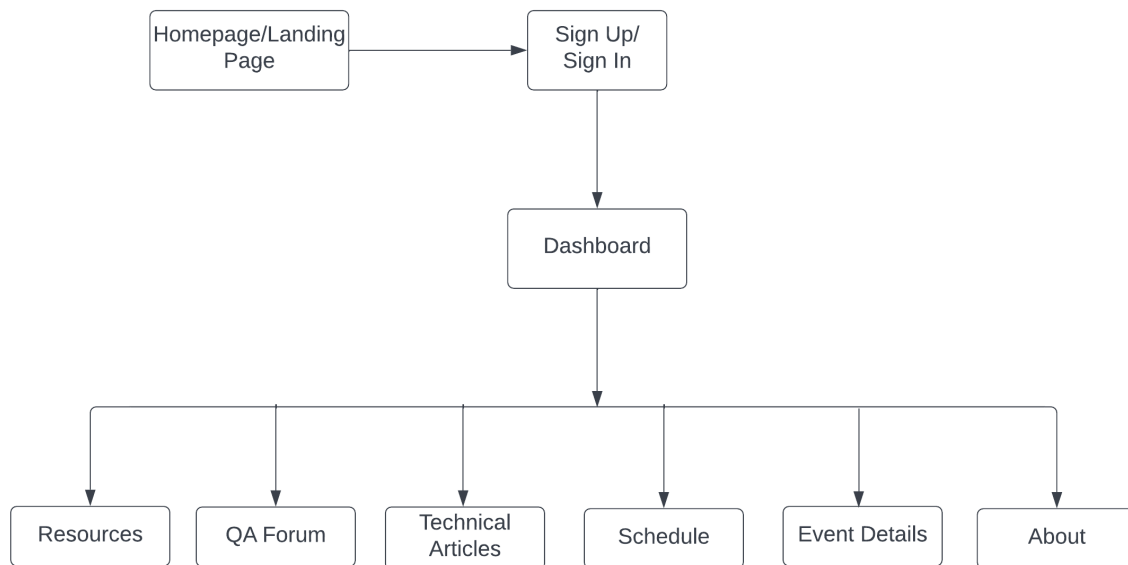 Homepage/Landing
Page
Sign Up/
Sign In
Dashboard
Resources
QA Forum
Technical
Articles
Schedule
Event Details
About